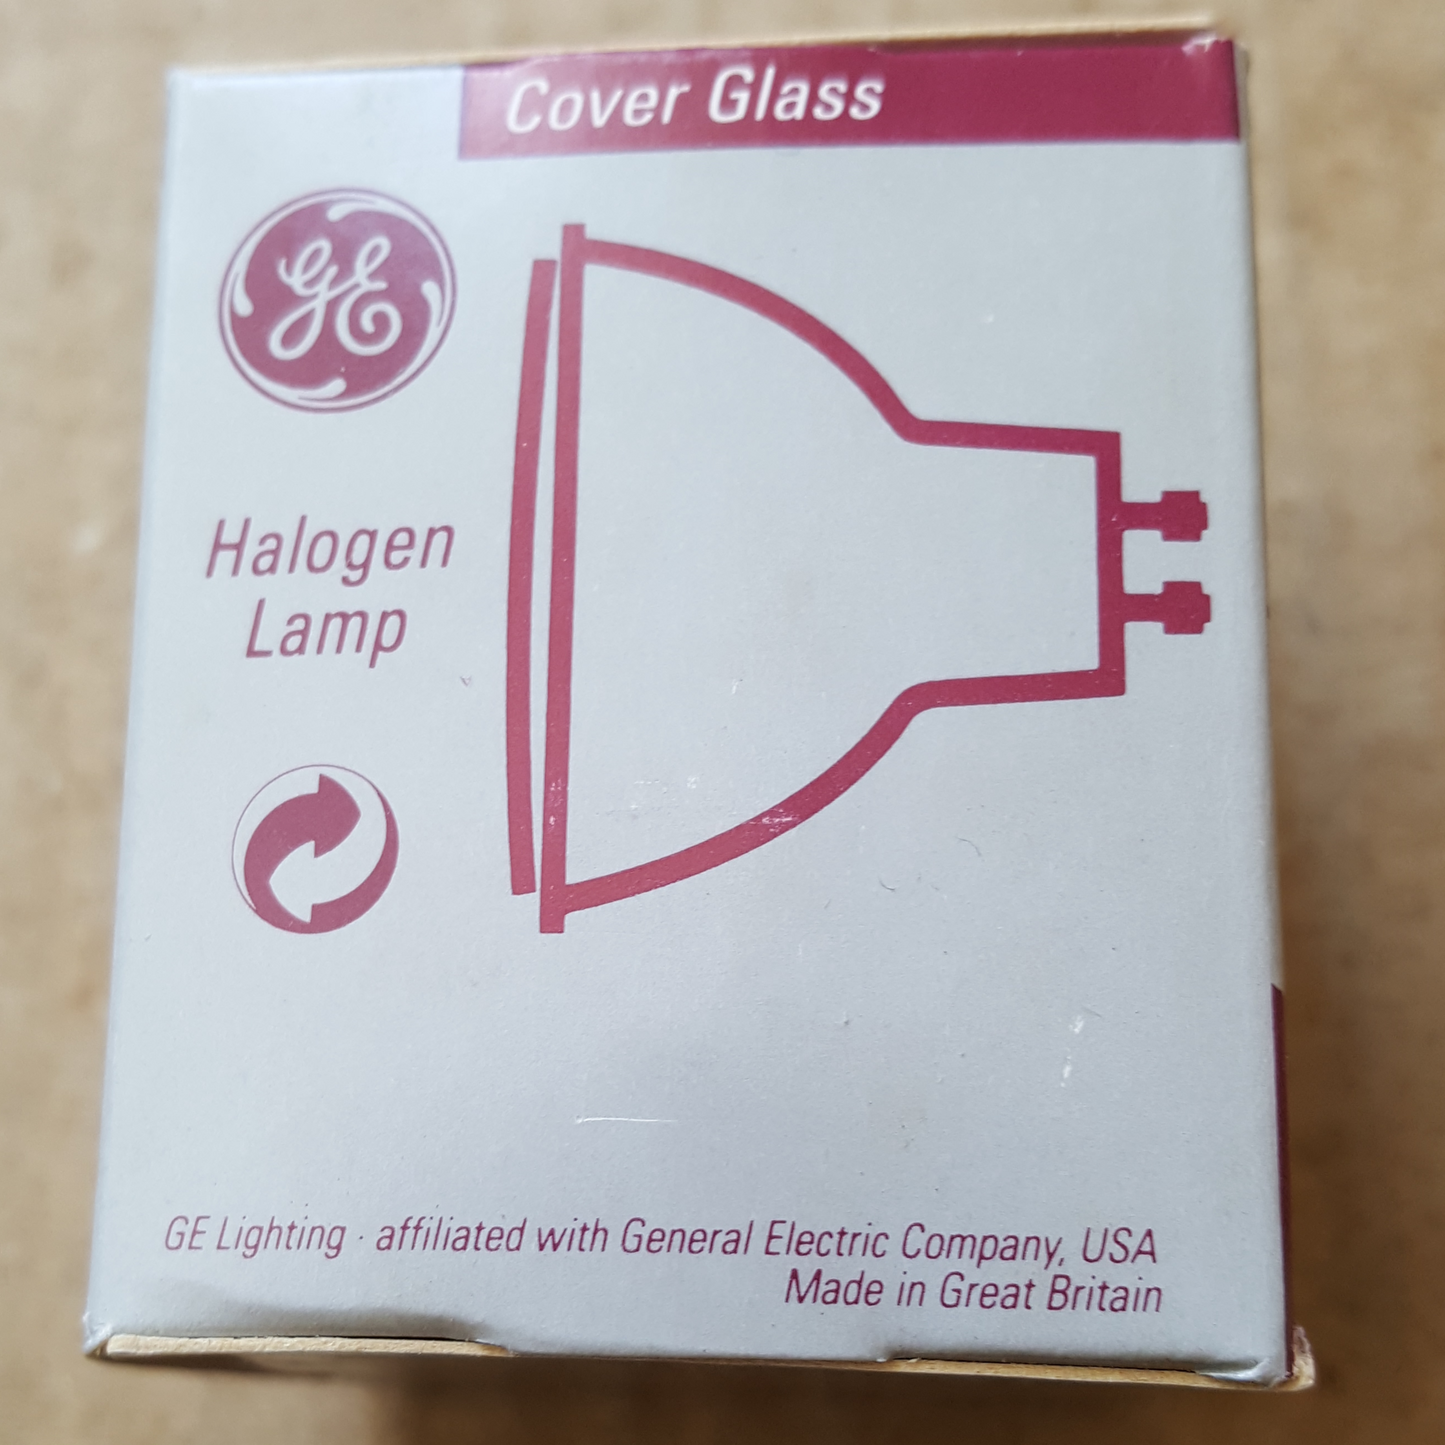 Cover Glass
GE
Halogen
Lamp
GE Lighting · affiliated with General Electric Company, USA
Made in Great Britain